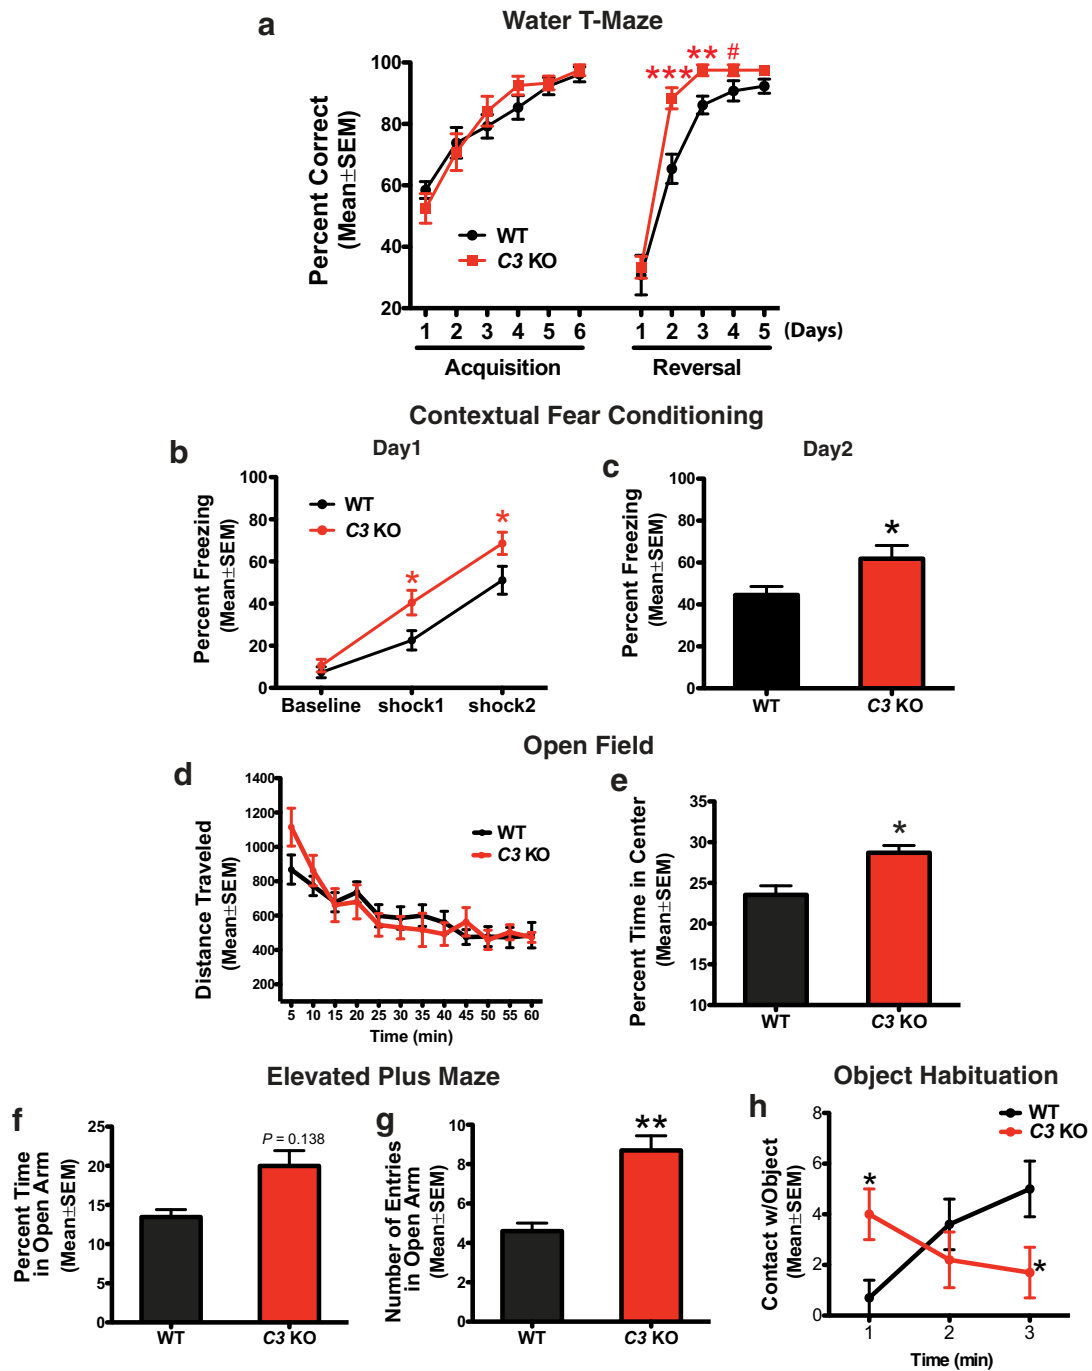 a
Water T-Maze
Percent Correct
(Mean±SEM)
100
80
60
40
20
*** ** #
WT
C3 KO
1 2 3 4 5 6 1 2 3 4 5 (Days)
Acquisition Reversal
Contextual Fear Conditioning
b
Day1
Percent Freezing
(Mean±SEM)
100
80
60
40
20
0
WT
C3 KO
*
*
Baseline shock1 shock2
c
Day2
Percent Freezing
(Mean±SEM)
100
80
60
40
20
0
*
WT C3 KO
Open Field
d
Distance Traveled
(Mean±SEM)
1400
1200
1000
800
600
400
200
WT
C3 KO
5 10 15 20 25 30 35 40 45 50 55 60
Time (min)
e
Percent Time in Center
(Mean±SEM)
35
30
25
20
15
10
*
WT C3 KO
Elevated Plus Maze
f
Percent Time
in Open Arm
(Mean±SEM)
25
20
15
10
5
0
P = 0.138
WT C3 KO
g
Number of Entries
in Open Arm
(Mean±SEM)
10
8
6
4
2
0
**
WT C3 KO
Object Habituation
h
Contact w/Object
(Mean±SEM)
8
6
4
2
0
WT
C3 KO
*
*
1 2 3
Time (min)